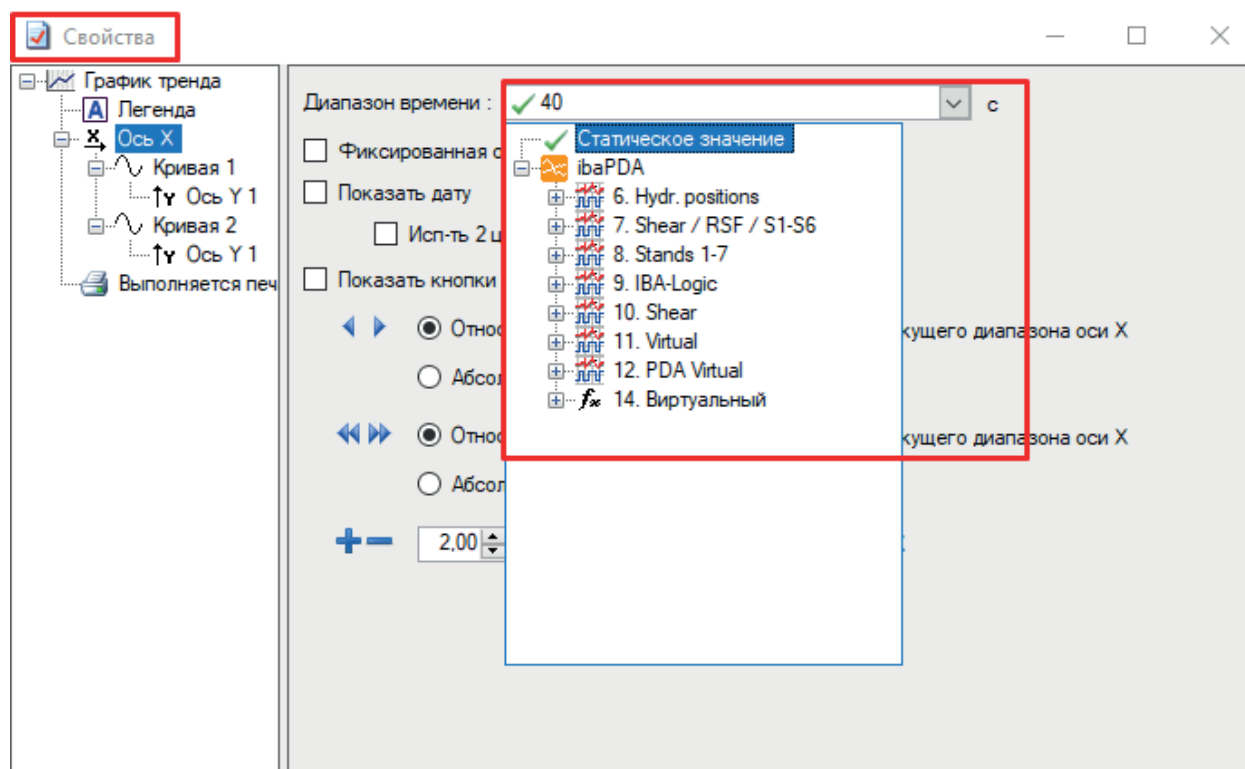 Свойства
График тренда
Легенда
Ось X
Кривая 1
Ось Y 1
Кривая 2
Ось Y 1
Выполняется печ
Диапазон времени : 40 с
Фиксированная
Показать дату
Исп-ть 2
Показать кнопки
Относ
кущего диапазона оси X
Абсол
Относ
кущего диапазона оси X
Абсол
2,00
Статическое значение
ibaPDA
6. Hydr. positions
7. Shear / RSF / S1-S6
8. Stands 1-7
9. IBA-Logic
10. Shear
11. Virtual
12. PDA Virtual
14. Виртуальный